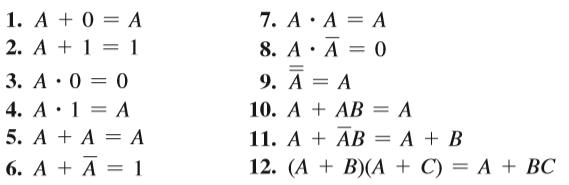 1. A + 0 = A
2. A + 1 = 1
3. A · 0 = 0
4. A · 1 = A
5. A + A = A
6. A + A̅ = 1
7. A · A = A
8. A · A̅ = 0
9. A̿ = A
10. A + AB = A
11. A + A̅B = A + B
12. (A + B)(A + C) = A + BC